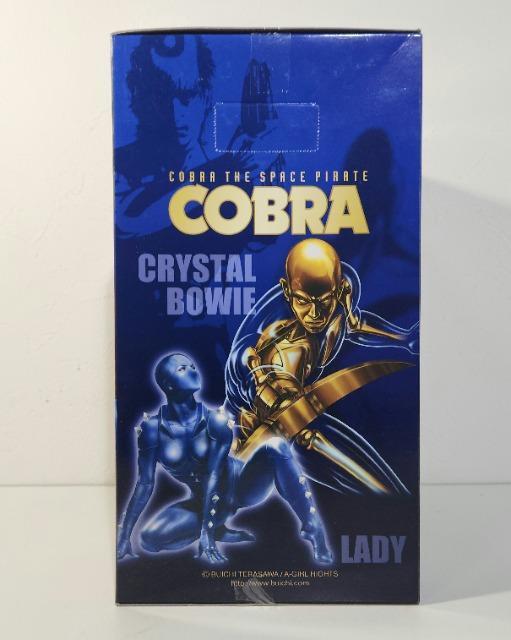 COBRA THE SPACE PIRATE
COBRA
CRYSTAL
BOWIE
LADY
© BUICHI TERASAWA / A-GIRL RIGHTS
http://www.buichi.com